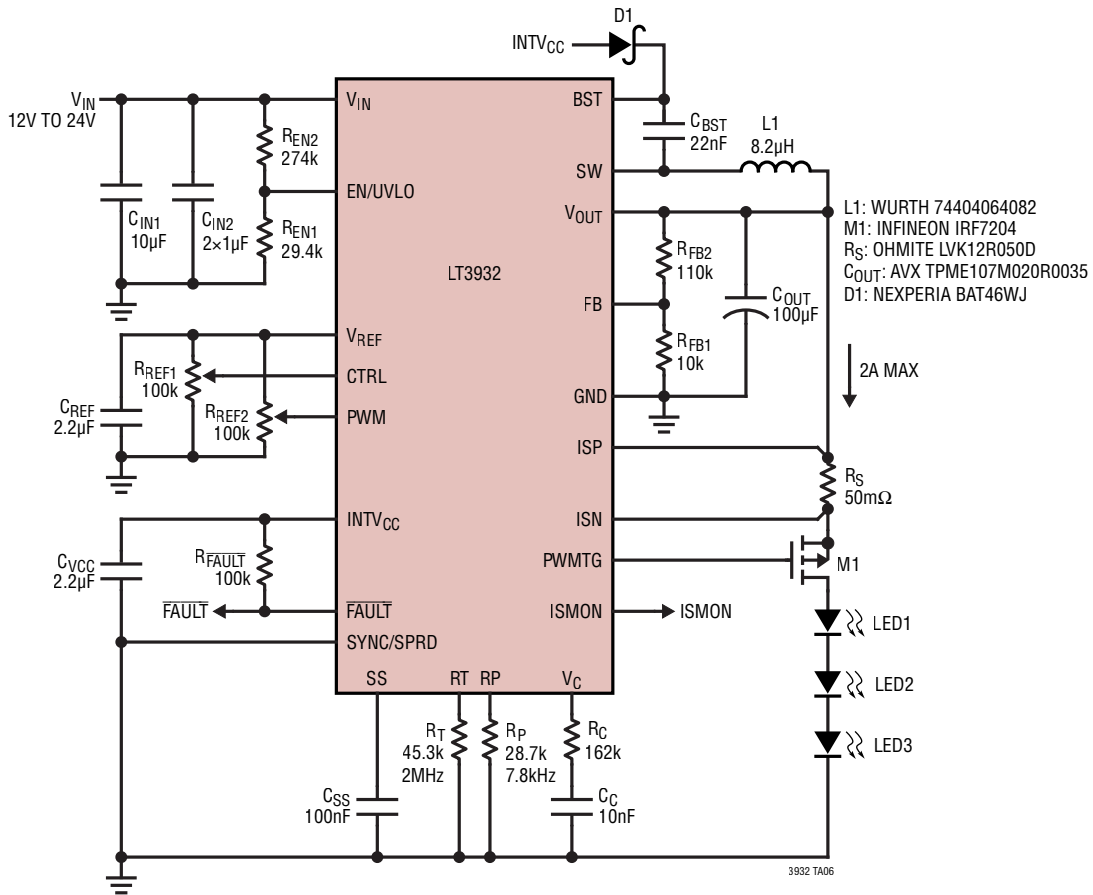 D1
INTVCC
VIN
12V TO 24V
VIN
BST
REN2
274k
CBST
22nF
L1
8.2µH
SW
EN/UVLO
CIN1
10µF
CIN2
2×1µF
REN1
29.4k
VOUT
L1: WURTH 74404064082
M1: INFINEON IRF7204
RS: OHMITE LVK12R050D
COUT: AVX TPME107M020R0035
D1: NEXPERIA BAT46WJ
RFB2
110k
LT3932
FB
COUT
100µF
RFB1
10k
VREF
RREF1
100k
CTRL
2A MAX
GND
CREF
2.2µF
RREF2
100k
PWM
ISP
RS
50mΩ
INTVCC
ISN
CVCC
2.2µF
RFAULT
100k
PWMTG
M1
FAULT
FAULT
ISMON
ISMON
LED1
SYNC/SPRD
SS
RT
RP
VC
LED2
RT
45.3k
2MHz
RP
28.7k
7.8kHz
RC
162k
LED3
CSS
100nF
CC
10nF
3932 TA06